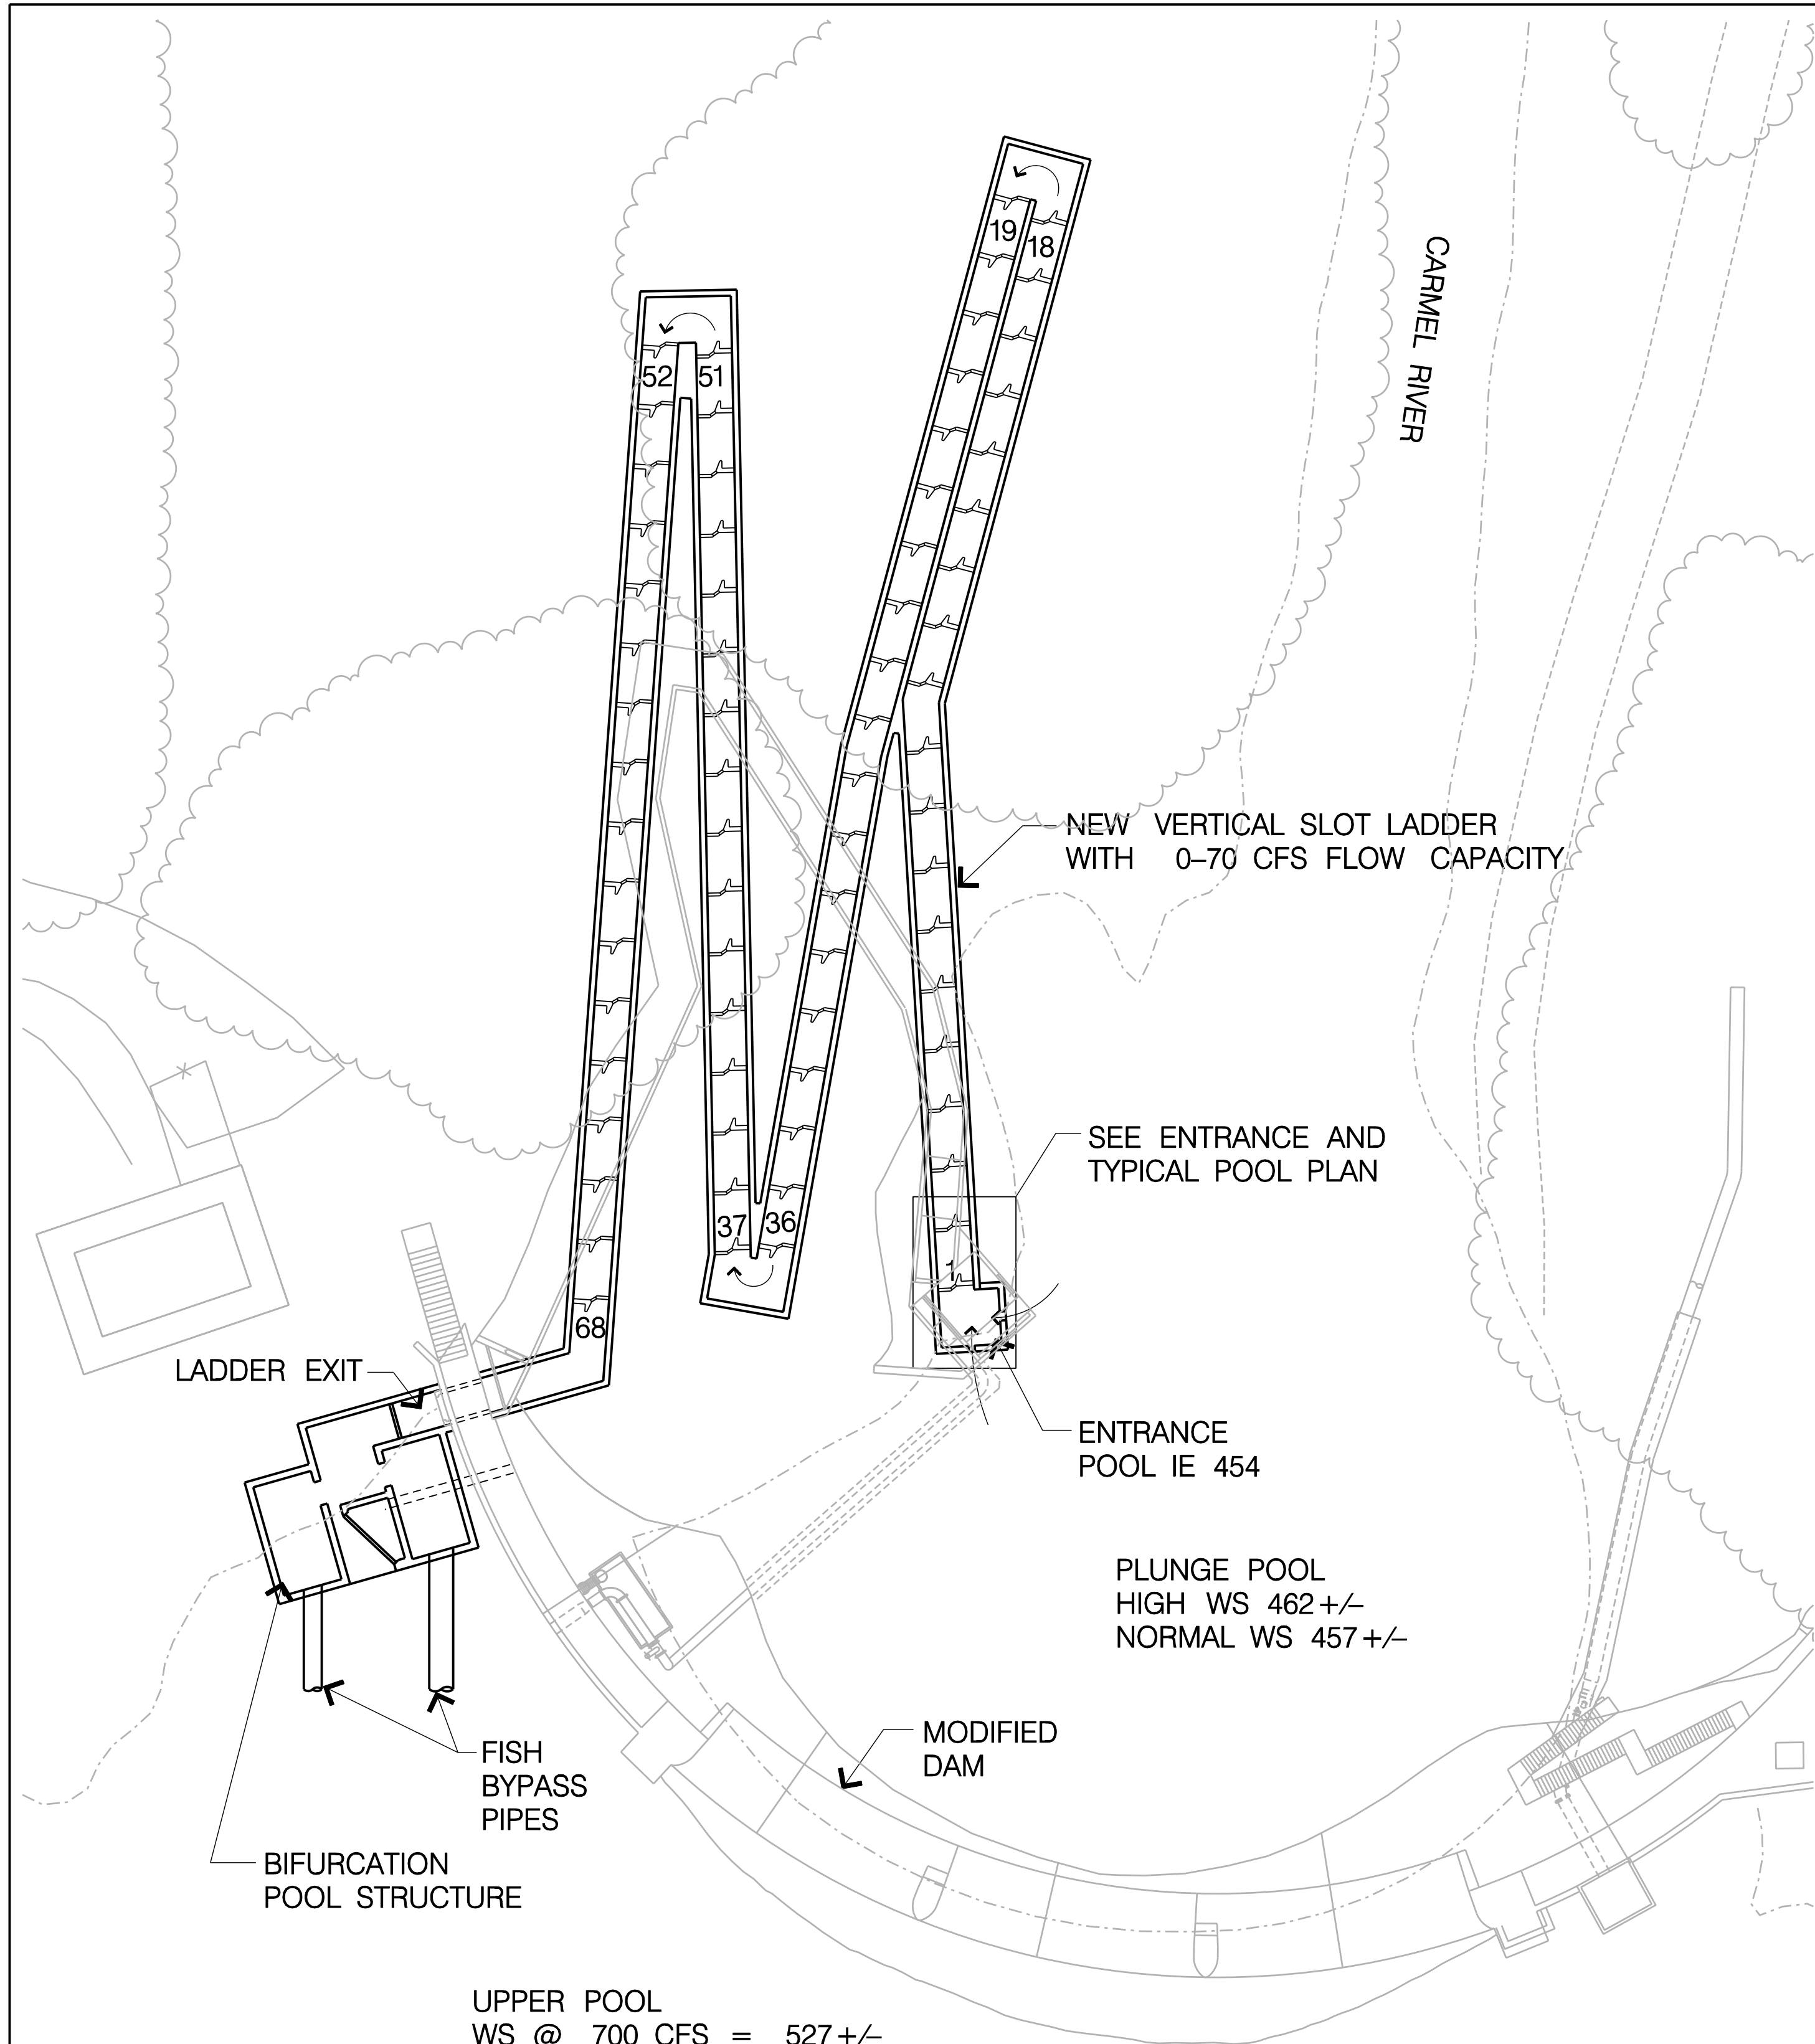 19
18
CARMEL RIVER
52
51
NEW VERTICAL SLOT LADDER
WITH 0–70 CFS FLOW CAPACITY
SEE ENTRANCE AND
TYPICAL POOL PLAN
37
36
1
68
LADDER EXIT
ENTRANCE
POOL IE 454
PLUNGE POOL
HIGH WS 462+/–
NORMAL WS 457+/–
MODIFIED
DAM
FISH
BYPASS
PIPES
BIFURCATION
POOL STRUCTURE
UPPER POOL
WS @ 700 CFS = 527+/–